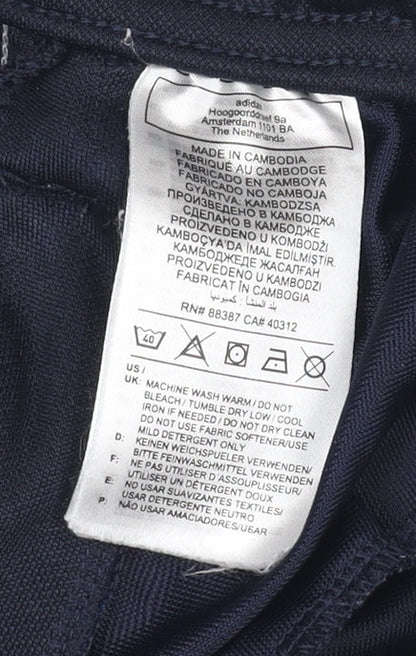 adidas
Hoogoorddreef 9a
Amsterdam 1101 BA
The Netherlands
MADE IN CAMBODIA
FABRIQUÉ AU CAMBODGE
FABRICADO EN CAMBOYA
FABRICADO NO CAMBOJA
GYÁRTVA: KAMBODZSA
ПРОИЗВЕДЕНО В КАМБОДЖА
СДЕЛАНО В КАМБОДЖЕ
PROIZVEDENO U KOMBODŽI
KAMBOÇYA'DA İMAL EDİLMİŞTİR
КАМБОДЖЕДЕ ЖАСАЛҒАН
PROIZVEDENO U KAMBODZI
FABRICAT ÎN CAMBOGIA
بلد المنشأ: كمبوديا
RN# 88387 CA# 40312
40
US /
UK: MACHINE WASH WARM / DO NOT
BLEACH / TUMBLE DRY LOW / COOL
IRON IF NEEDED / DO NOT DRY CLEAN
DO NOT USE FABRIC SOFTENER/USE
MILD DETERGENT ONLY
D: KEINEN WEICHSPUELER VERWENDEN/
BITTE FEINWASCHMITTEL VERWENDEN
F: NE PAS UTILISER D'ASSOUPLISEUR/
UTILISER UN DÉTERGENT DOUX
E: NO USAR SUAVIZANTES TEXTILES/
USAR DETERGENTE NEUTRO
P: NÃO USAR AMACIADORES/USAR